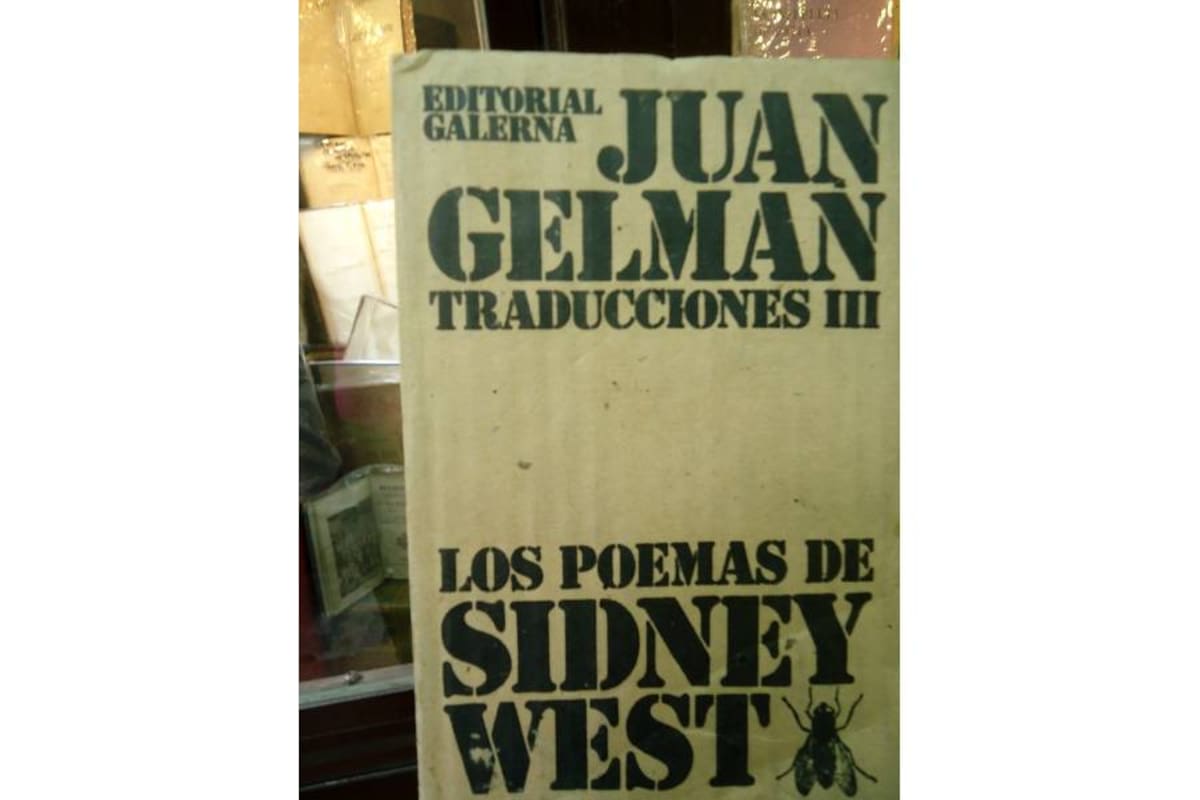 EDITORIAL
GALERNA
JUAN
GELMAN
TRADUCCIONES III
LOS POEMAS DE
SIDNEY
WEST